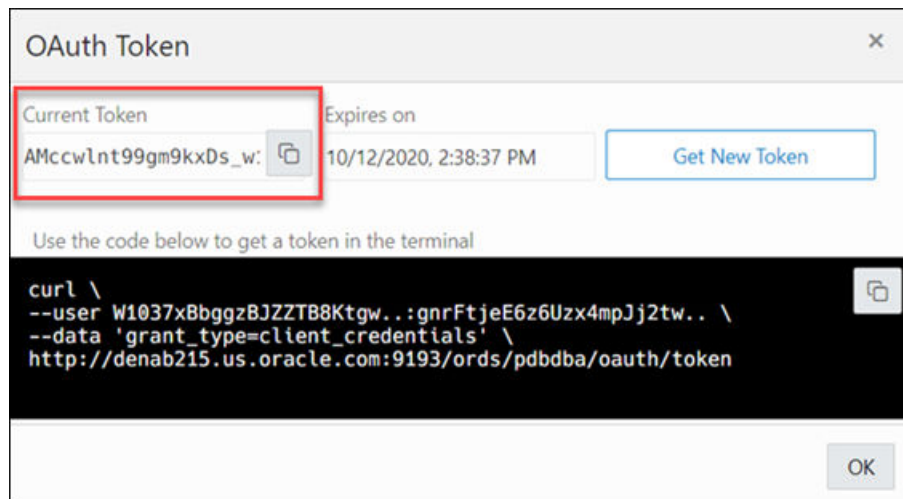 OAuth Token
Current Token
Expires on
AMccwlnt99gm9kxDs_w
10/12/2020, 2:38:37 PM
Get New Token
Use the code below to get a token in the terminal
curl \
--user W1037xBbggzBJZZTB8Ktgw..:gnrFtjeE6z6Uzx4mpJj2tw.. \
--data 'grant_type=client_credentials' \
http://denab215.us.oracle.com:9193/ords/pdbdba/oauth/token
OK